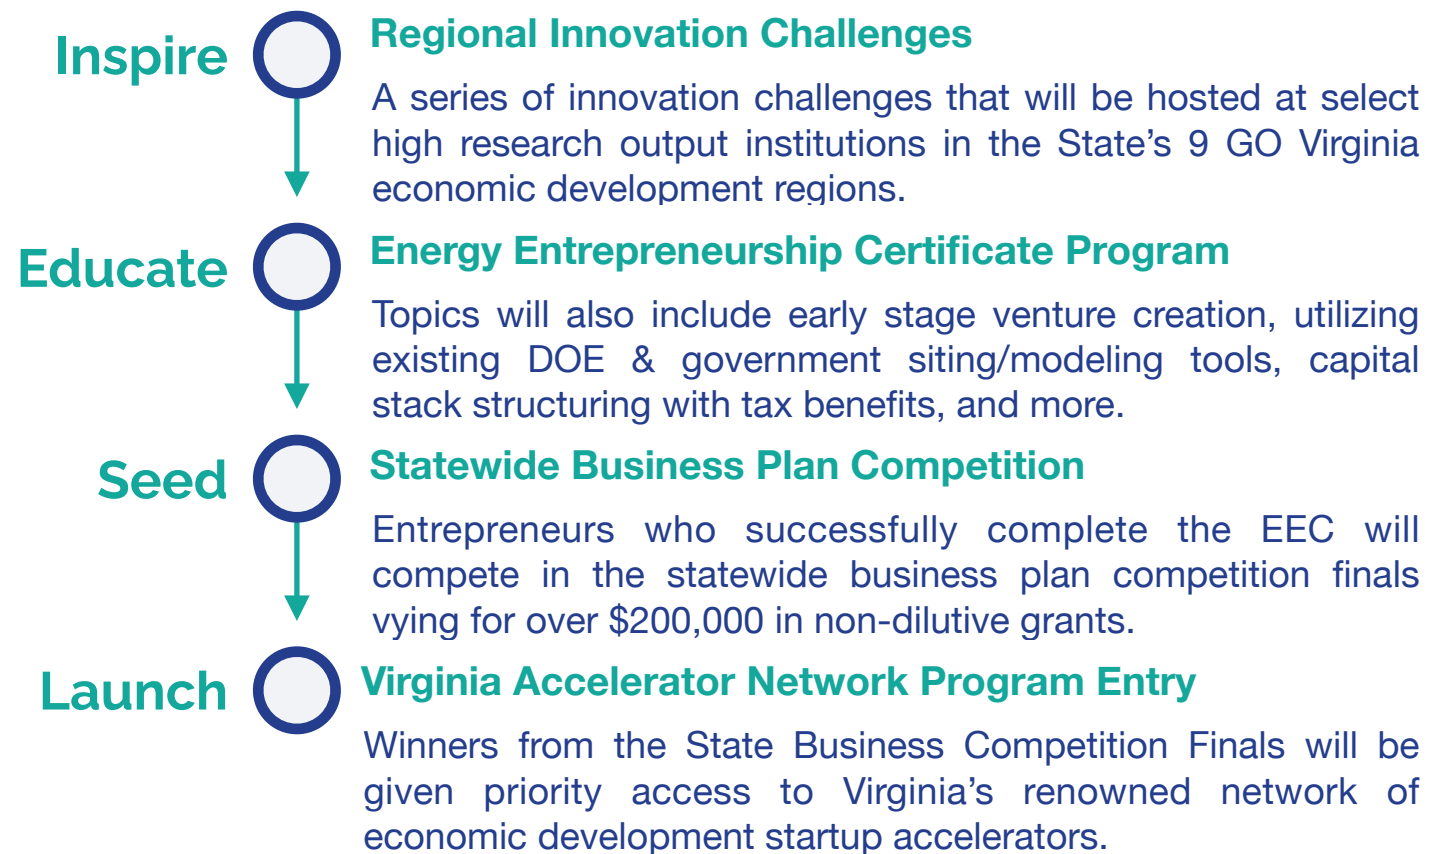 Inspire
Regional Innovation Challenges
A series of innovation challenges that will be hosted at select
high research output institutions in the State’s 9 GO Virginia
economic development regions.
Educate
Energy Entrepreneurship Certificate Program
Topics will also include early stage venture creation, utilizing
existing DOE & government siting/modeling tools, capital
stack structuring with tax benefits, and more.
Seed
Statewide Business Plan Competition
Entrepreneurs who successfully complete the EEC will
compete in the statewide business plan competition finals
vying for over $200,000 in non-dilutive grants.
Launch
Virginia Accelerator Network Program Entry
Winners from the State Business Competition Finals will be
given priority access to Virginia’s renowned network of
economic development startup accelerators.